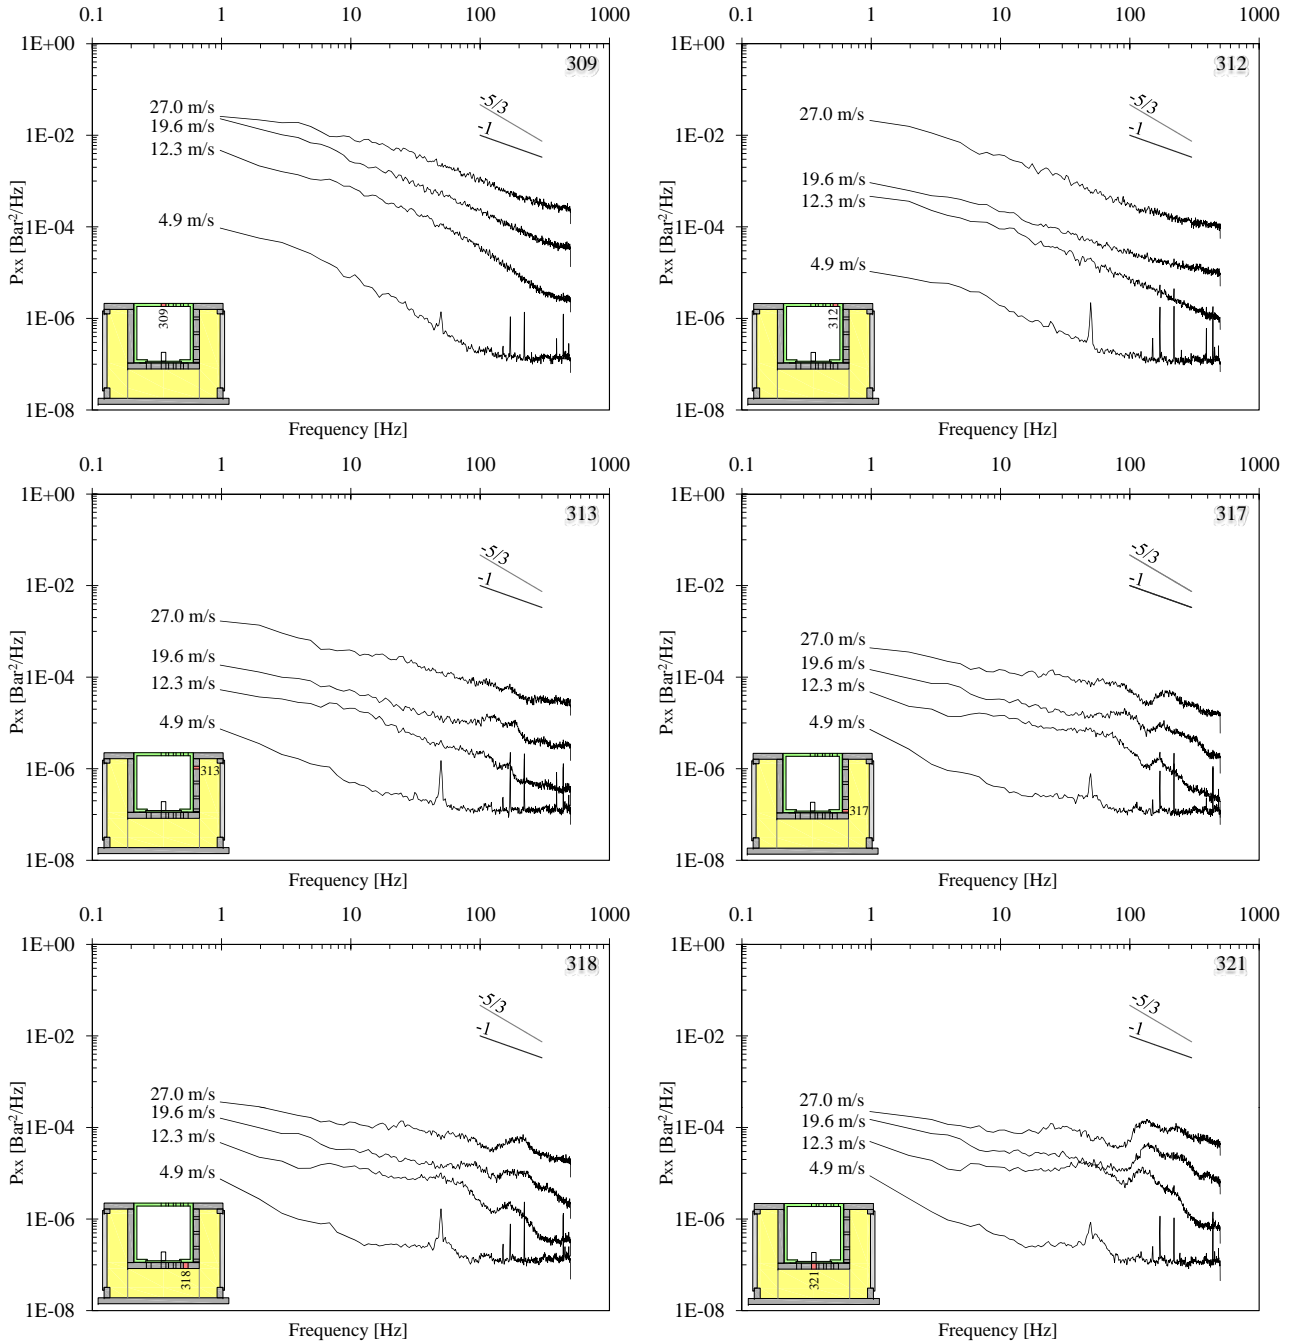 0.1 1 10 100 1000
1E+00
309
27.0 m/s
19.6 m/s
12.3 m/s
4.9 m/s
-5/3
-1
1E-02
1E-04
1E-06
1E-08
Pxx [Bar²/Hz]
309
Frequency [Hz]
0.1 1 10 100 1000
1E+00
312
27.0 m/s
19.6 m/s
12.3 m/s
4.9 m/s
-5/3
-1
1E-02
1E-04
1E-06
1E-08
Pxx [Bar²/Hz]
312
Frequency [Hz]
0.1 1 10 100 1000
1E+00
313
27.0 m/s
19.6 m/s
12.3 m/s
4.9 m/s
-5/3
-1
1E-02
1E-04
1E-06
1E-08
Pxx [Bar²/Hz]
313
Frequency [Hz]
0.1 1 10 100 1000
1E+00
317
27.0 m/s
19.6 m/s
12.3 m/s
4.9 m/s
-5/3
-1
1E-02
1E-04
1E-06
1E-08
Pxx [Bar²/Hz]
317
Frequency [Hz]
0.1 1 10 100 1000
1E+00
318
27.0 m/s
19.6 m/s
12.3 m/s
4.9 m/s
-5/3
-1
1E-02
1E-04
1E-06
1E-08
Pxx [Bar²/Hz]
318
Frequency [Hz]
0.1 1 10 100 1000
1E+00
321
27.0 m/s
19.6 m/s
12.3 m/s
4.9 m/s
-5/3
-1
1E-02
1E-04
1E-06
1E-08
Pxx [Bar²/Hz]
321
Frequency [Hz]